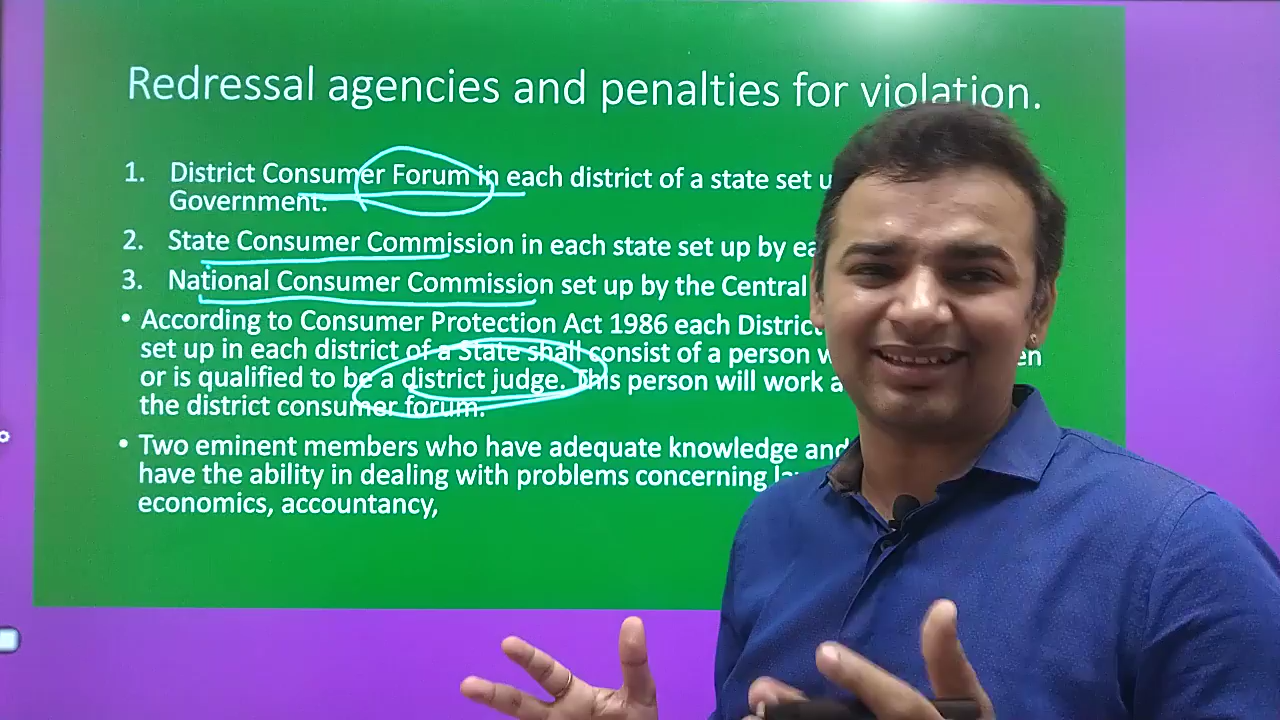 Redressal agencies and penalties for violation.
1. District Consumer Forum in each district of a state set
Government.
2. State Consumer Commission in each state set up by
3. National Consumer Commission set up by the Central
• According to Consumer Protection Act 1986 each District
set up in each district of a State shall consist of a person
or is qualified to be a district judge. This person will work
the district consumer forum.
• Two eminent members who have adequate knowledge and
have the ability in dealing with problems concerning
economics, accountancy,